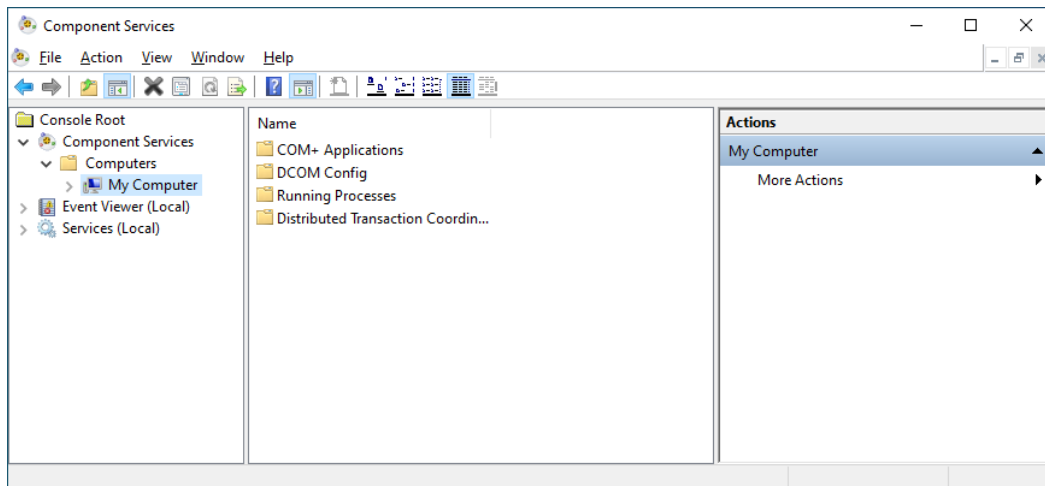 Component Services
File Action View Window Help
Console Root
Component Services
Computers
My Computer
Event Viewer (Local)
Services (Local)
Name
COM+ Applications
DCOM Config
Running Processes
Distributed Transaction Coordin...
Actions
My Computer
More Actions